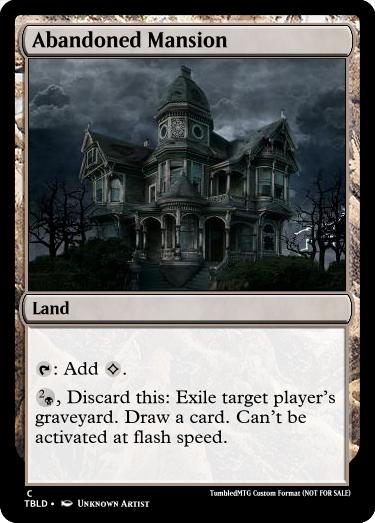 Abandoned Mansion
Land
: Add .
2, Discard this: Exile target player's
graveyard. Draw a card. Can't be
activated at flash speed.
C
TBLD • Unknown Artist
TumbledMTG Custom Format (NOT FOR SALE)